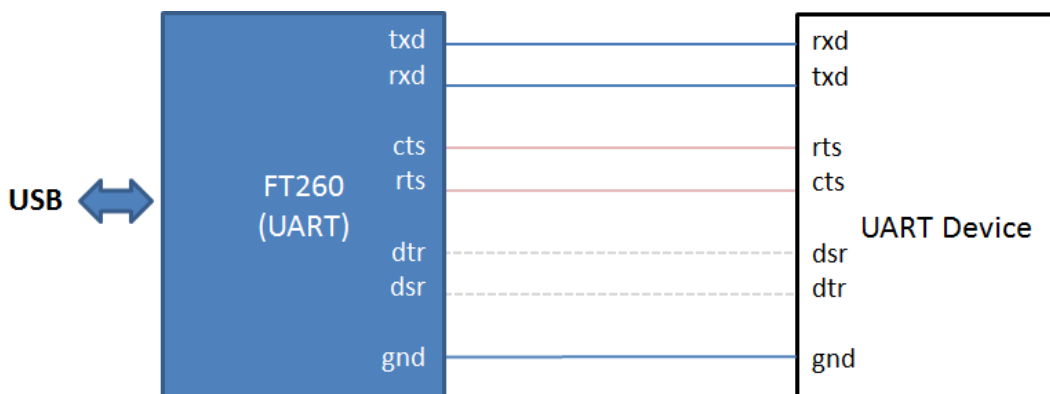 txd rxd
rxd txd
cts rts
rts cts
USB
FT260
(UART)
UART Device
dtr dsr
dsr dtr
gnd gnd